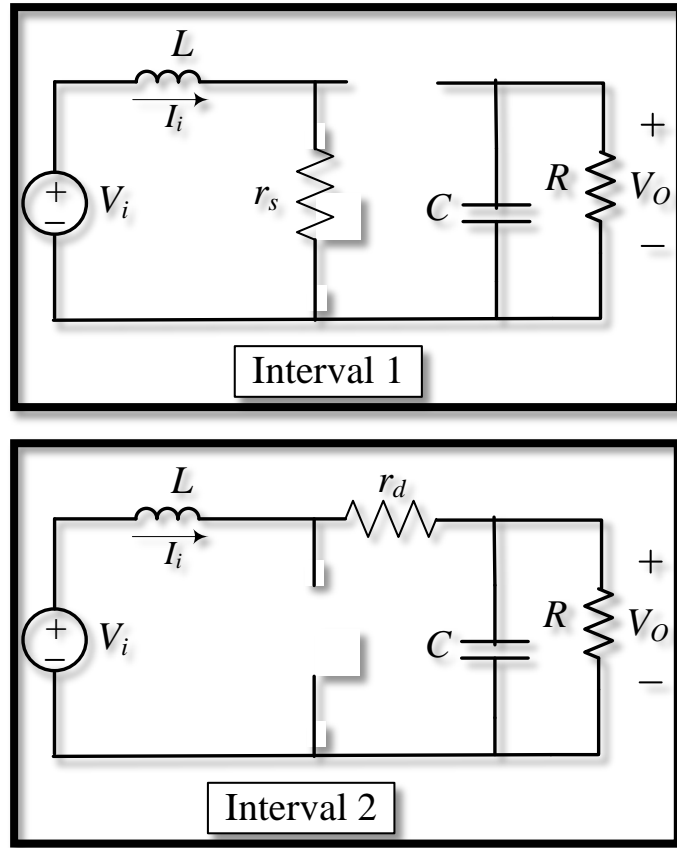 L
I_i
+
−
V_i
r_s
C
R
+
V_O
−
Interval 1
L
r_d
I_i
+
−
V_i
C
R
+
V_O
−
Interval 2